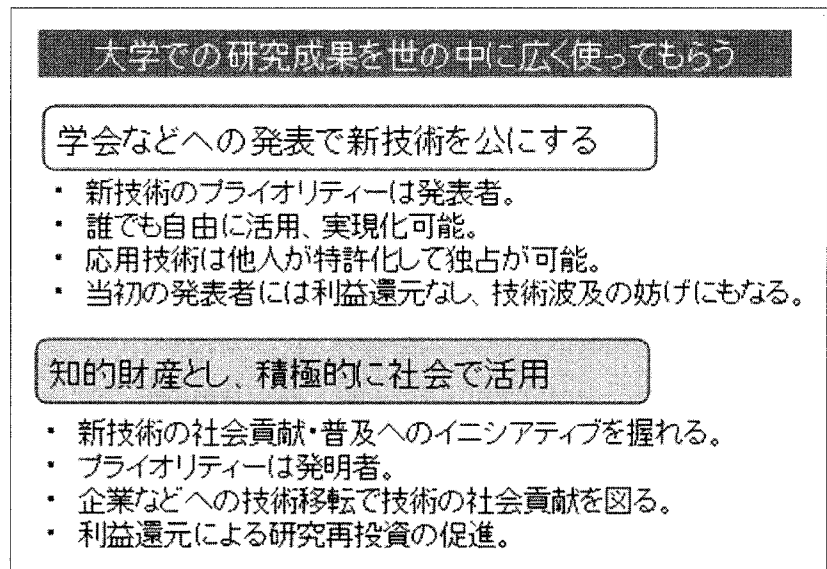 大学での研究成果を世の中に広く使ってもらう
学会などへの発表で新技術を公にする
・ 新技術のプライオリティーは発表者。
・ 誰でも自由に活用、実現化可能。
・ 応用技術は他人が特許化して独占が可能。
・ 当初の発表者には利益還元なし、技術波及の妨げにもなる。
知的財産とし、積極的に社会で活用
・ 新技術の社会貢献・普及へのイニシアティブを握れる。
・ プライオリティーは発明者。
・ 企業などへの技術移転で技術の社会貢献を図る。
・ 利益還元による研究再投資の促進。